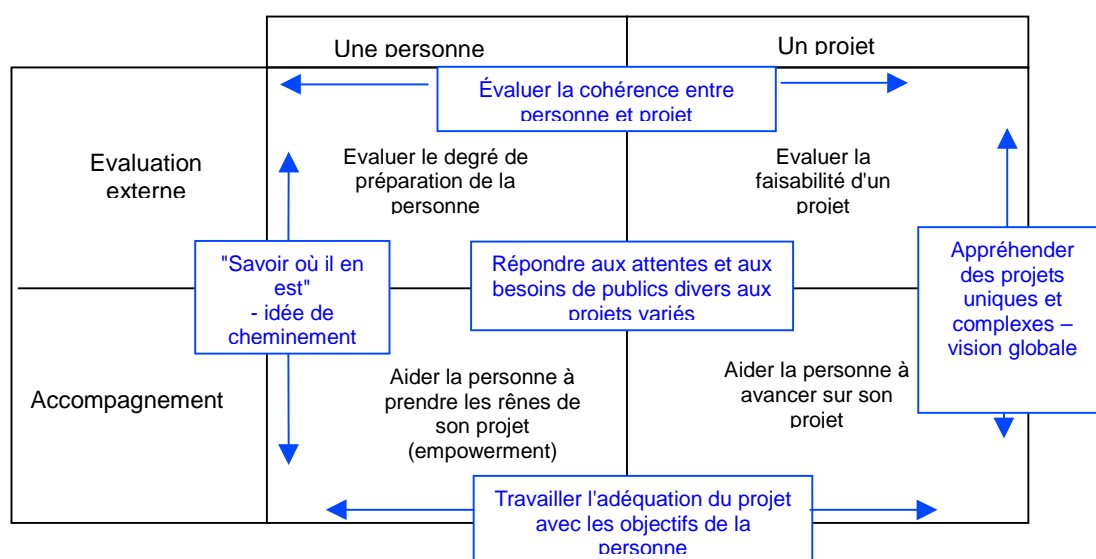 Une personne
Un projet
Évaluer la cohérence entre
personne et projet
Evaluation
externe
Evaluer le degré de
préparation de la
personne
Evaluer la
faisabilité d'un
projet
"Savoir où il en
est"
- idée de
cheminement
Répondre aux attentes et aux
besoins de publics divers aux
projets variés
Appréhender
des projets
uniques et
complexes –
vision globale
Accompagnement
Aider la personne à
prendre les rênes de
son projet
(empowerment)
Aider la personne à
avancer sur son
projet
Travailler l'adéquation du projet
avec les objectifs de la
personne